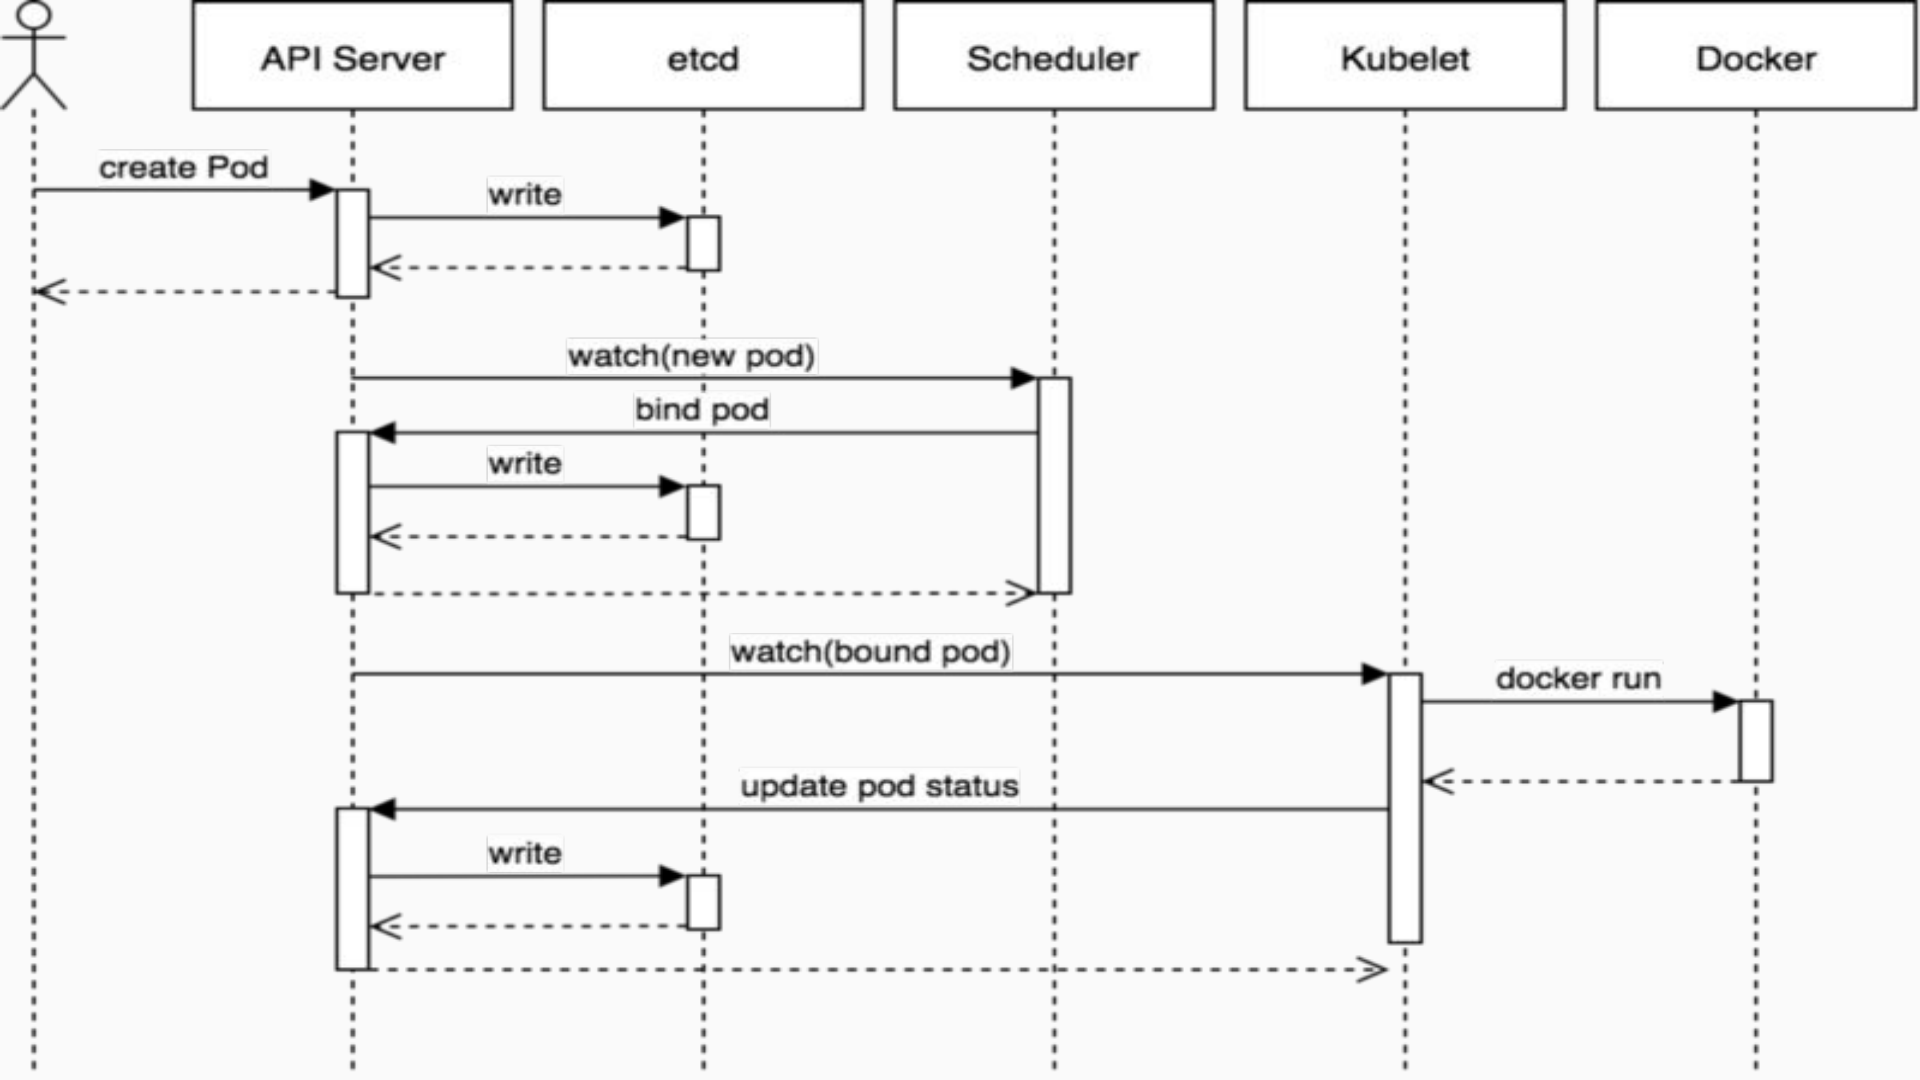 API Server
etcd
Scheduler
Kubelet
Docker
create Pod
write
watch(new pod)
bind pod
write
watch(bound pod)
docker run
update pod status
write